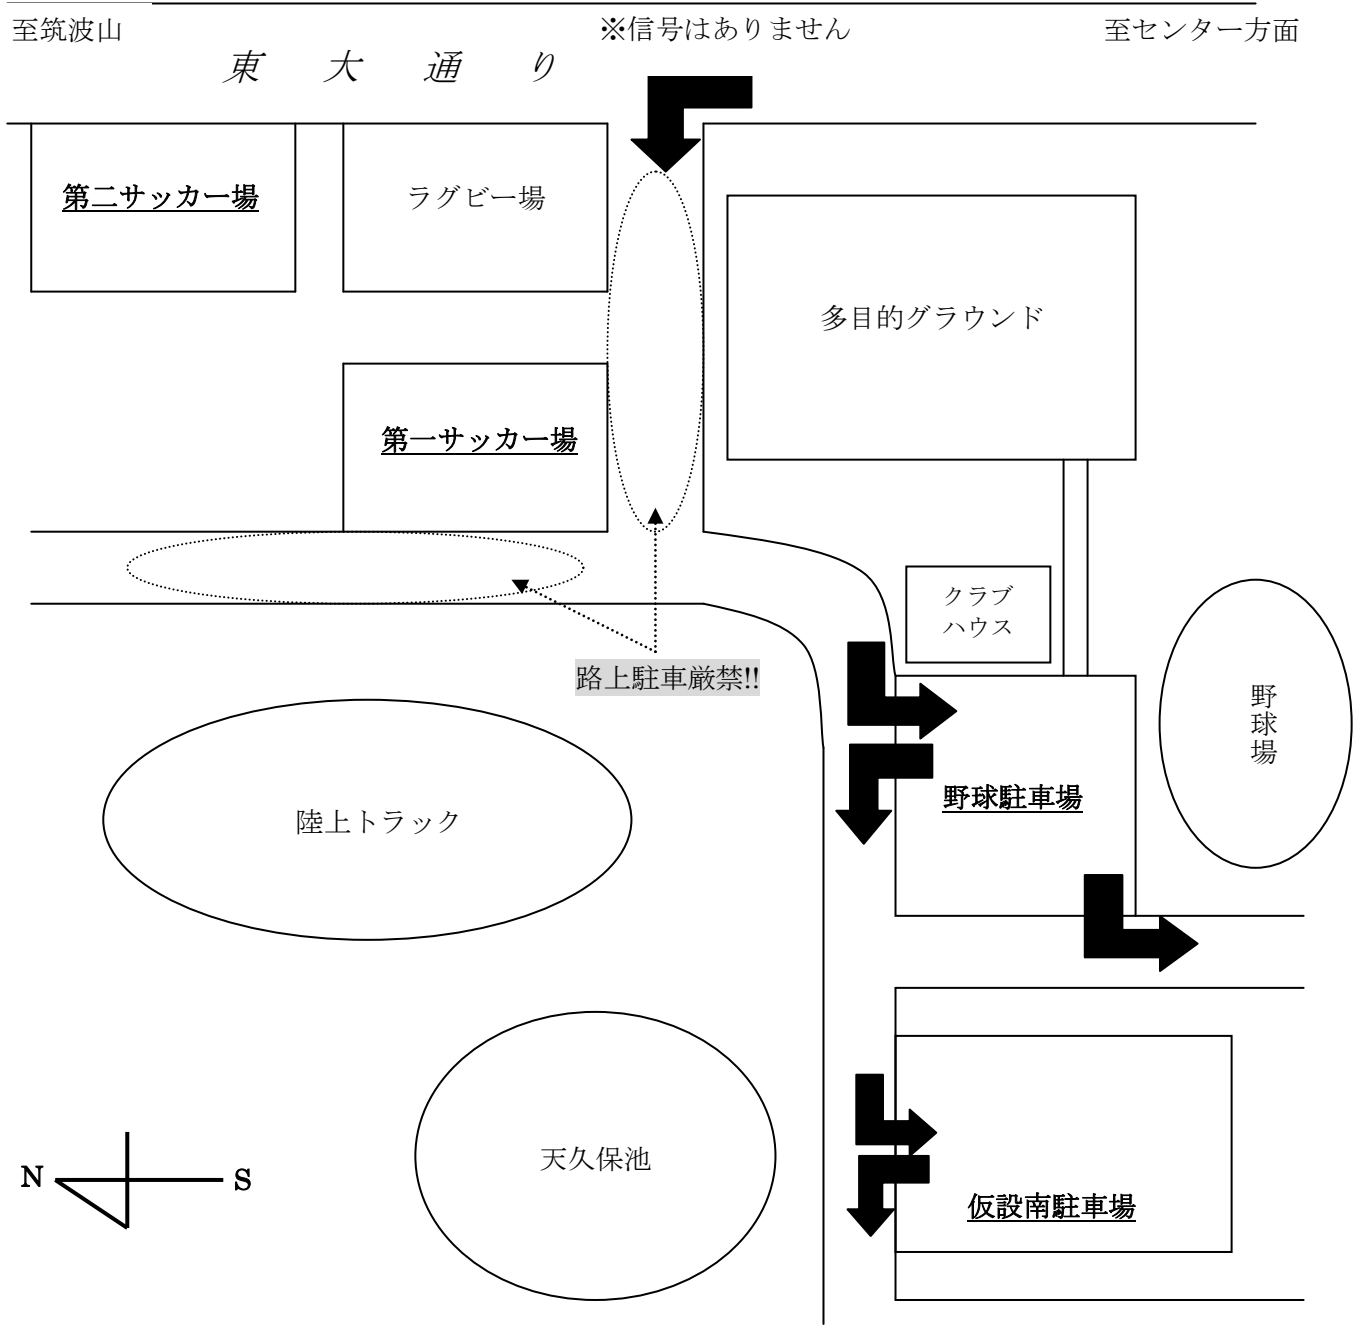 至筑波山
※信号はありません
至センター方面
東大通り
第二サッカー場
ラグビー場
多目的グラウンド
第一サッカー場
クラブ
ハウス
路上駐車厳禁!!
野球場
陸上トラック
野球駐車場
天久保池
N
S
仮設南駐車場